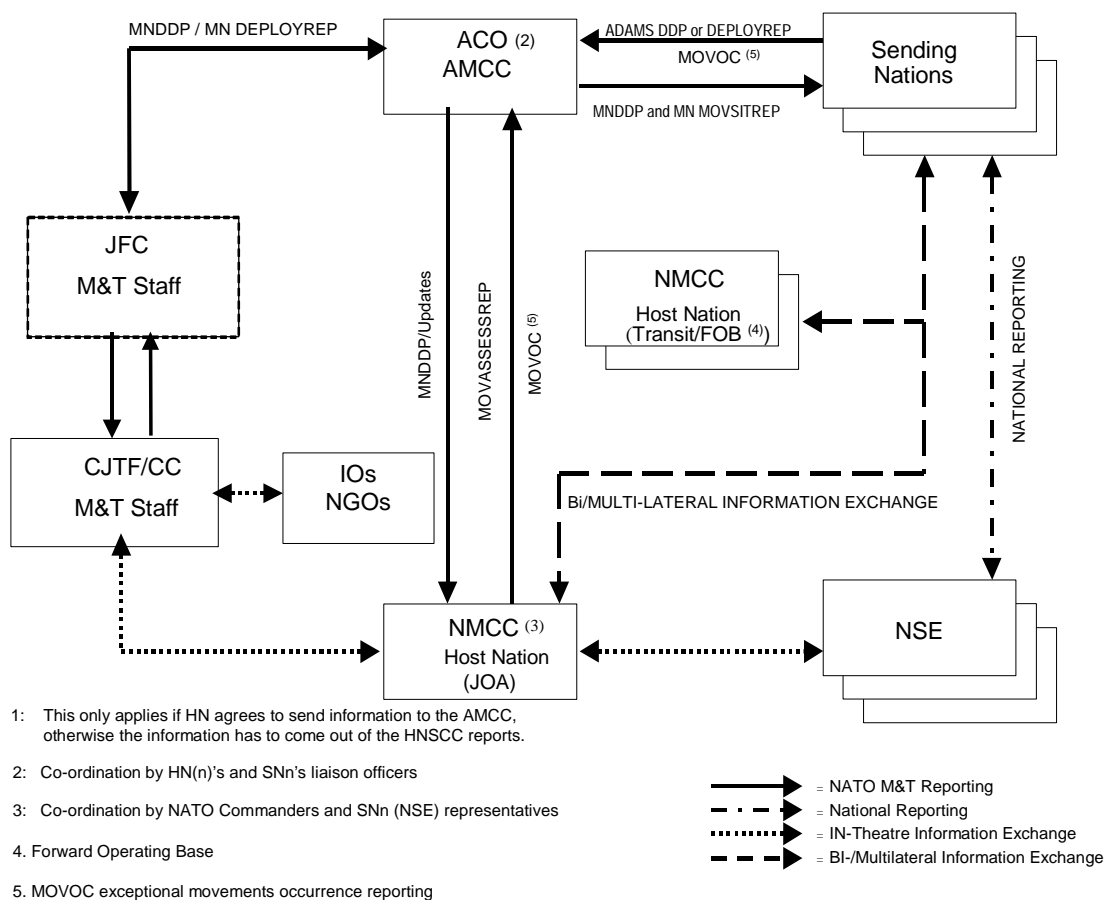 MNDDP / MN DEPLOYREP
ACO (2)
AMCC
ADAMS DDP or DEPLOYREP
MOVOC (5)
MNDDP and MN MOVSITREP
Sending
Nations
JFC
M&T Staff
MNDDP/Updates
MOVASSESSREP
MOVOC (5)
NMCC
Host Nation
(Transit/FOB (4))
NATIONAL REPORTING
CJTF/CC
M&T Staff
IOs
NGOs
Bi/MULTI-LATERAL INFORMATION EXCHANGE
NMCC (3)
Host Nation
(JOA)
NSE
1: This only applies if HN agrees to send information to the AMCC,
otherwise the information has to come out of the HNSCC reports.
2: Co-ordination by HN(n)'s and SNn's liaison officers
3: Co-ordination by NATO Commanders and SNn (NSE) representatives
4. Forward Operating Base
5. MOVOC exceptional movements occurrence reporting
= NATO M&T Reporting
= National Reporting
= IN-Theatre Information Exchange
= BI-/Multilateral Information Exchange